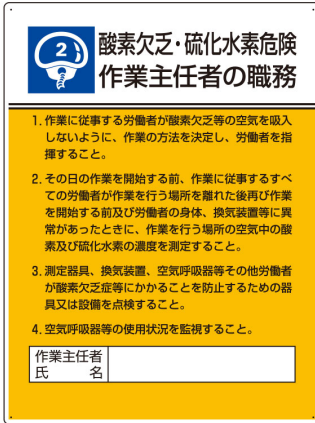 2
酸素欠乏・硫化水素危険
作業主任者の職務
1. 作業に従事する労働者が酸素欠乏等の空気を吸入
しないように、作業の方法を決定し、労働者を指
揮すること。
2. その日の作業を開始する前、作業に従事するすべ
ての労働者が作業を行う場所を離れた後再び作業
を開始する前及び労働者の身体、換気装置等に異
常があったときに、作業を行う場所の空気中の酸
素及び硫化水素の濃度を測定すること。
3. 測定器具、換気装置、空気呼吸器等その他労働者
が酸素欠乏症等にかかることを防止するための器
具又は設備を点検すること。
4. 空気呼吸器等の使用状況を監視すること。
作業主任者
氏　　名